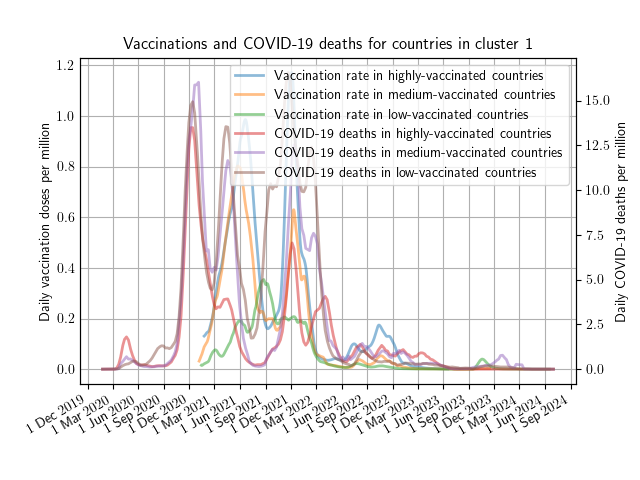 Vaccinations and COVID-19 deaths for countries in cluster 1
Vaccination rate in highly-vaccinated countries
Vaccination rate in medium-vaccinated countries
Vaccination rate in low-vaccinated countries
COVID-19 deaths in highly-vaccinated countries
COVID-19 deaths in medium-vaccinated countries
COVID-19 deaths in low-vaccinated countries
Daily vaccination doses per million
1.2
1.0
0.8
0.6
0.4
0.2
0.0
Daily COVID-19 deaths per million
15.0
12.5
10.0
7.5
5.0
2.5
0.0
1 Dec 2019
1 Mar 2020
1 Jun 2020
1 Sep 2020
1 Dec 2020
1 Mar 2021
1 Jun 2021
1 Sep 2021
1 Dec 2021
1 Mar 2022
1 Jun 2022
1 Sep 2022
1 Dec 2022
1 Mar 2023
1 Jun 2023
1 Sep 2023
1 Dec 2023
1 Mar 2024
1 Jun 2024
1 Sep 2024